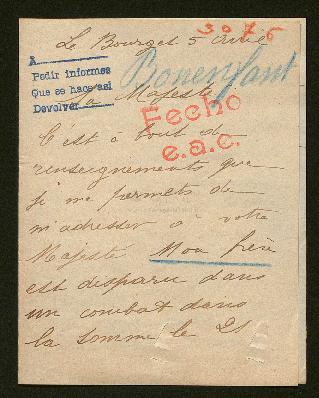 3076
Le Bourget 5 Avril
A
Pedir informes
Que se haga así
Devolver
Bonenfant
Sa Majesté
Fecho
e.a.c.
C'est à bout de
renseignements que
je me permets de
m'adresser à votre
Majesté Mon frère
est disparu dans
un combat dans
la Somme le 25